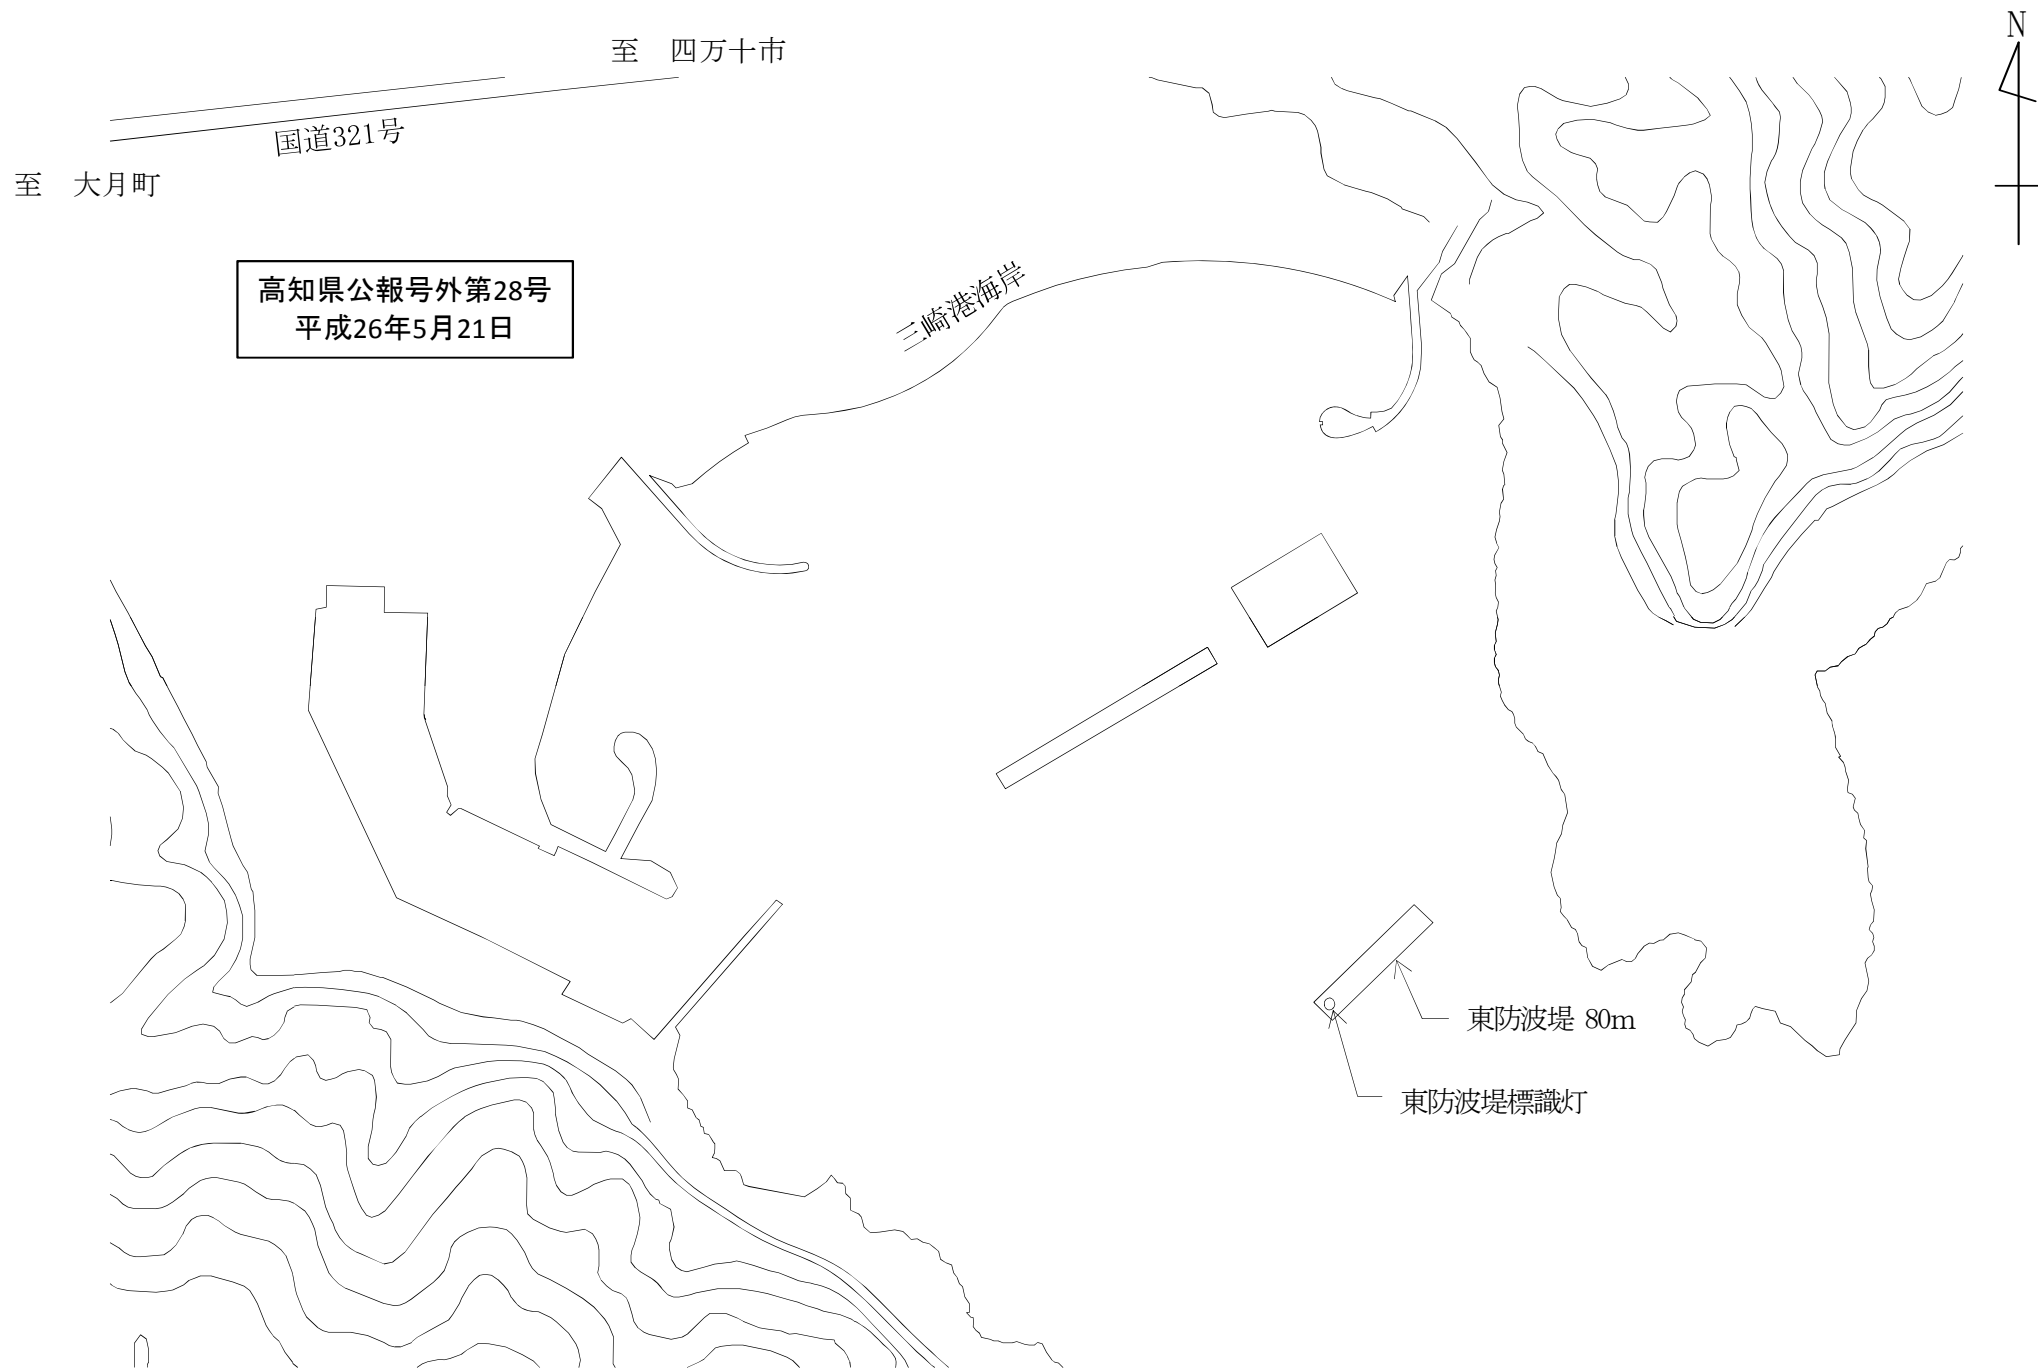 N
至　四万十市
国道321号
至　大月町
高知県公報号外第28号
平成26年5月21日
三崎港海岸
東防波堤 80m
東防波堤標識灯